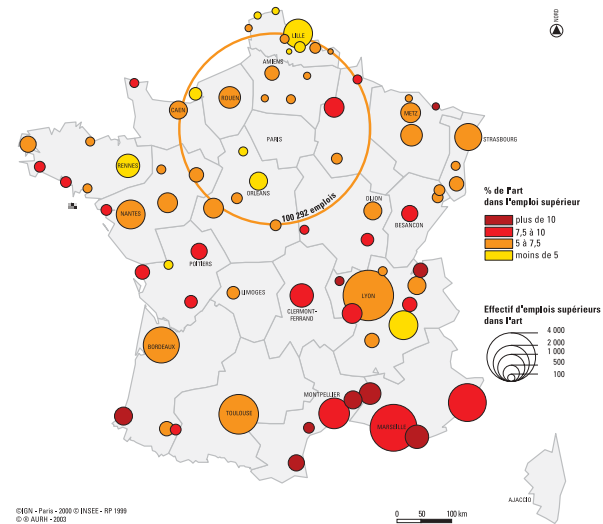 NORD
LILLE
AMIENS
ROUEN
CAEN
METZ
PARIS
STRASBOURG
RENNES
ORLÉANS
100 292 emplois
DIJON
NANTES
BESANCON
POITIERS
LIMOGES
CLERMONT-
FERRAND
LYON
BORDEAUX
MONTPELLIER
TOULOUSE
MARSEILLE
AJACCIO
% de l'art
dans l'emploi supérieur
plus de 10
7,5 à 10
5 à 7,5
moins de 5
Effectif d'emplois supérieurs
dans l'art
4 000
2 000
1 000
500
100
©IGN - Paris - 2000 © INSEE - RP 1999
© ® AURH - 2003
0 50 100 km